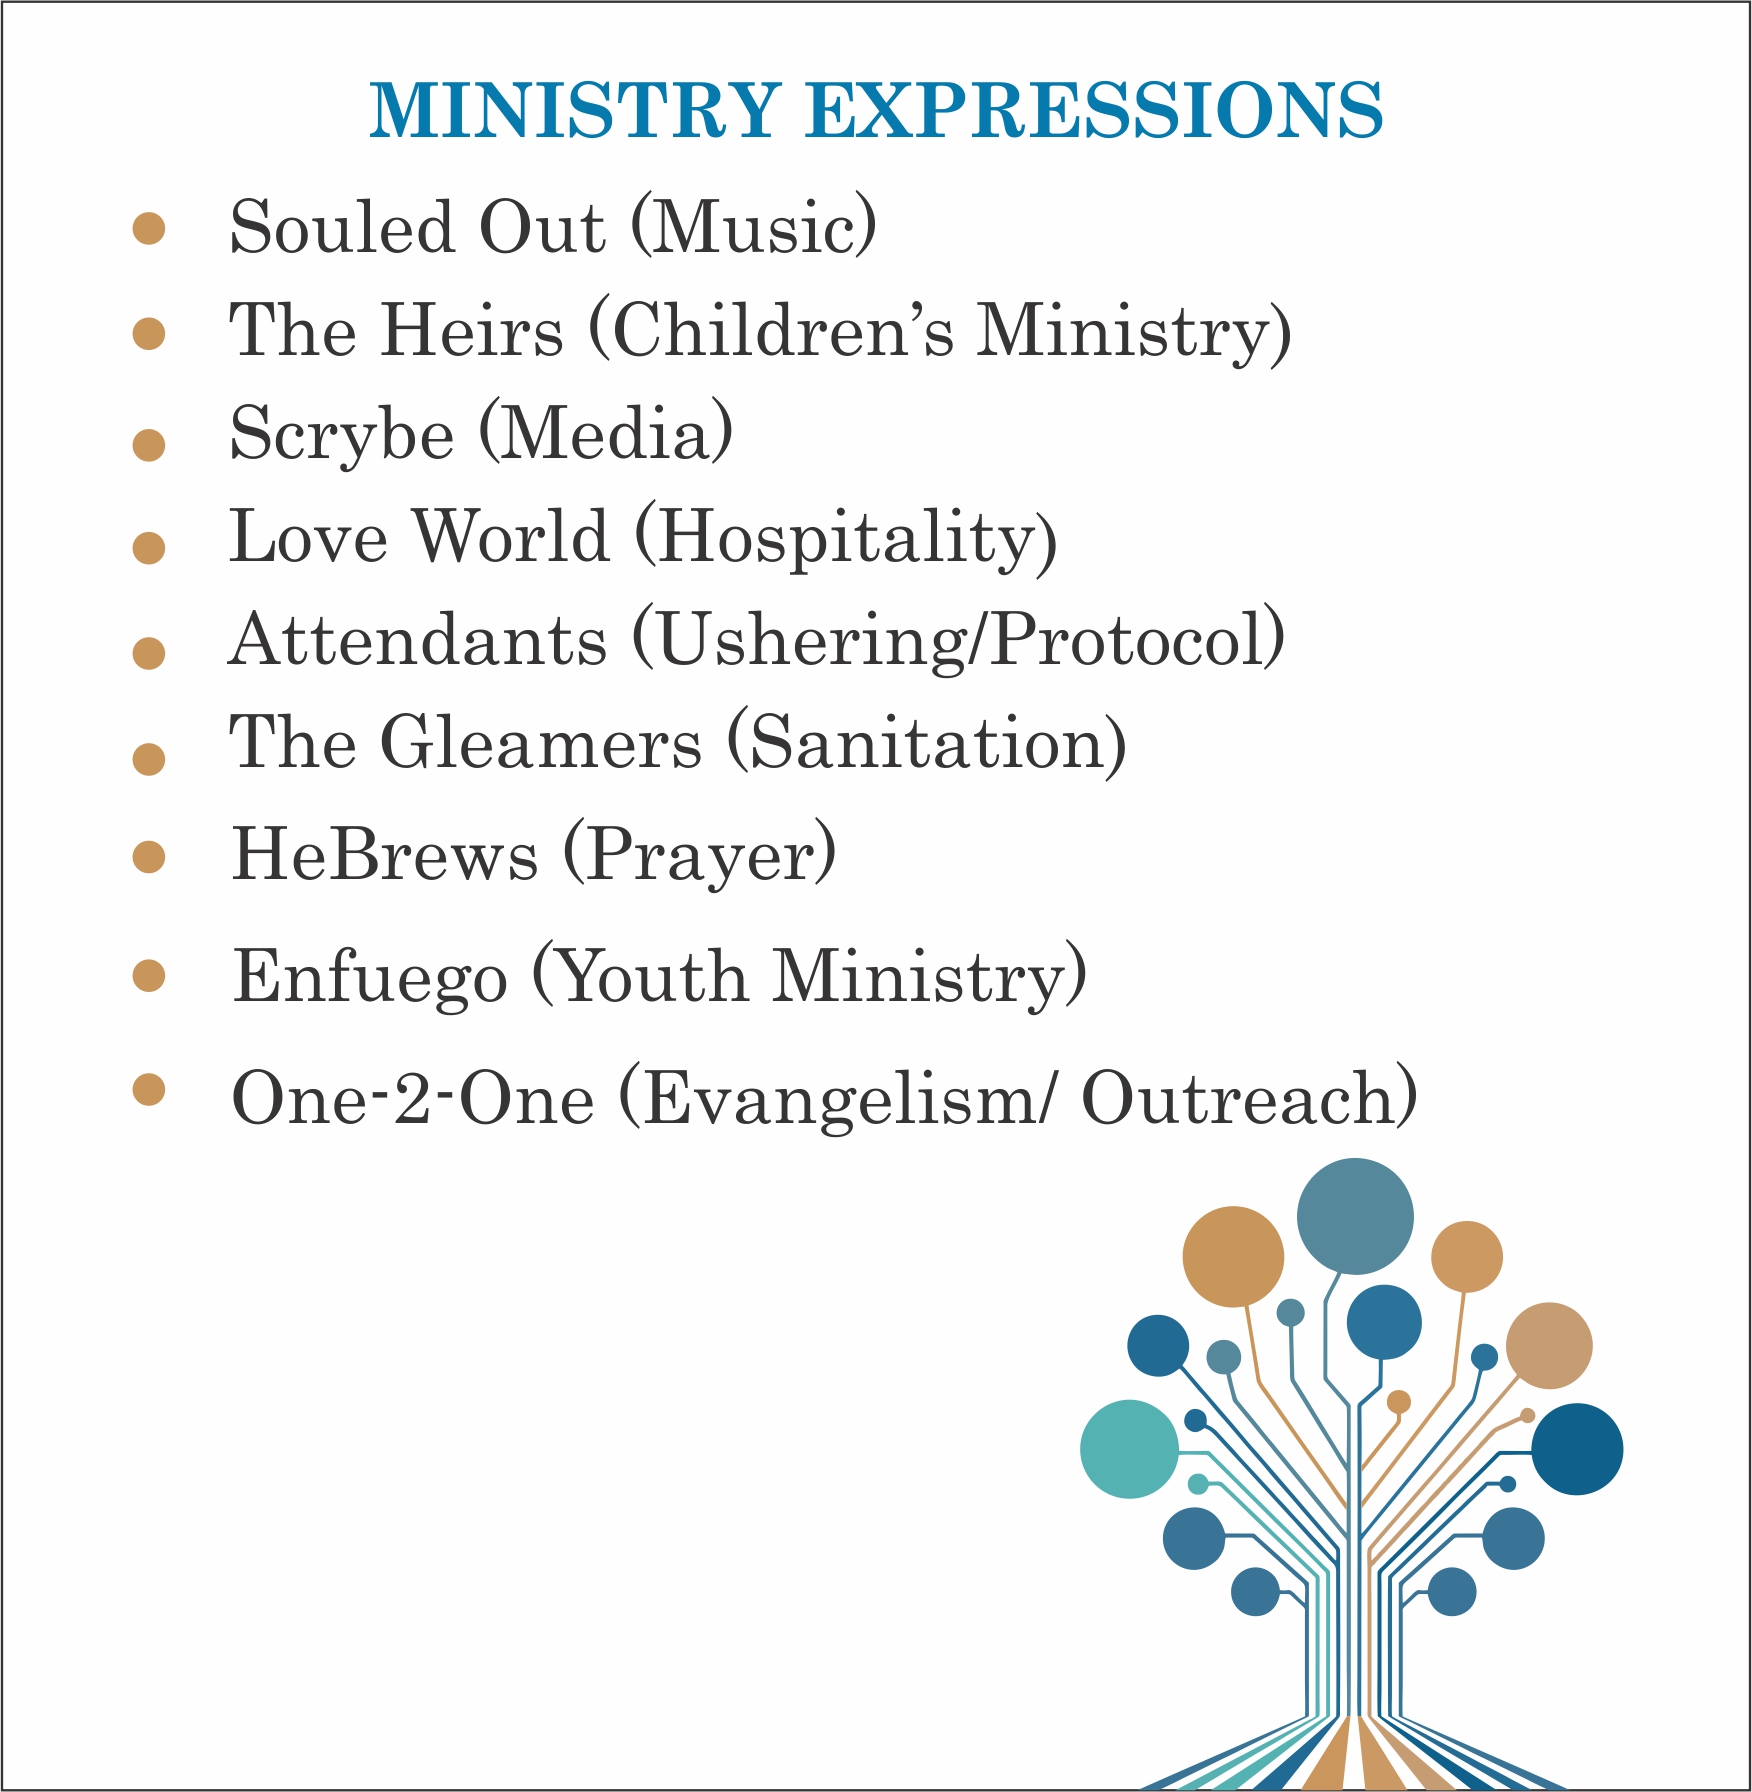 MINISTRY EXPRESSIONS
Souled Out (Music)
The Heirs (Children’s Ministry)
Scrybe (Media)
Love World (Hospitality)
Attendants (Ushering/Protocol)
The Gleamers (Sanitation)
HeBrews (Prayer)
Enfuego (Youth Ministry)
One-2-One (Evangelism/ Outreach)